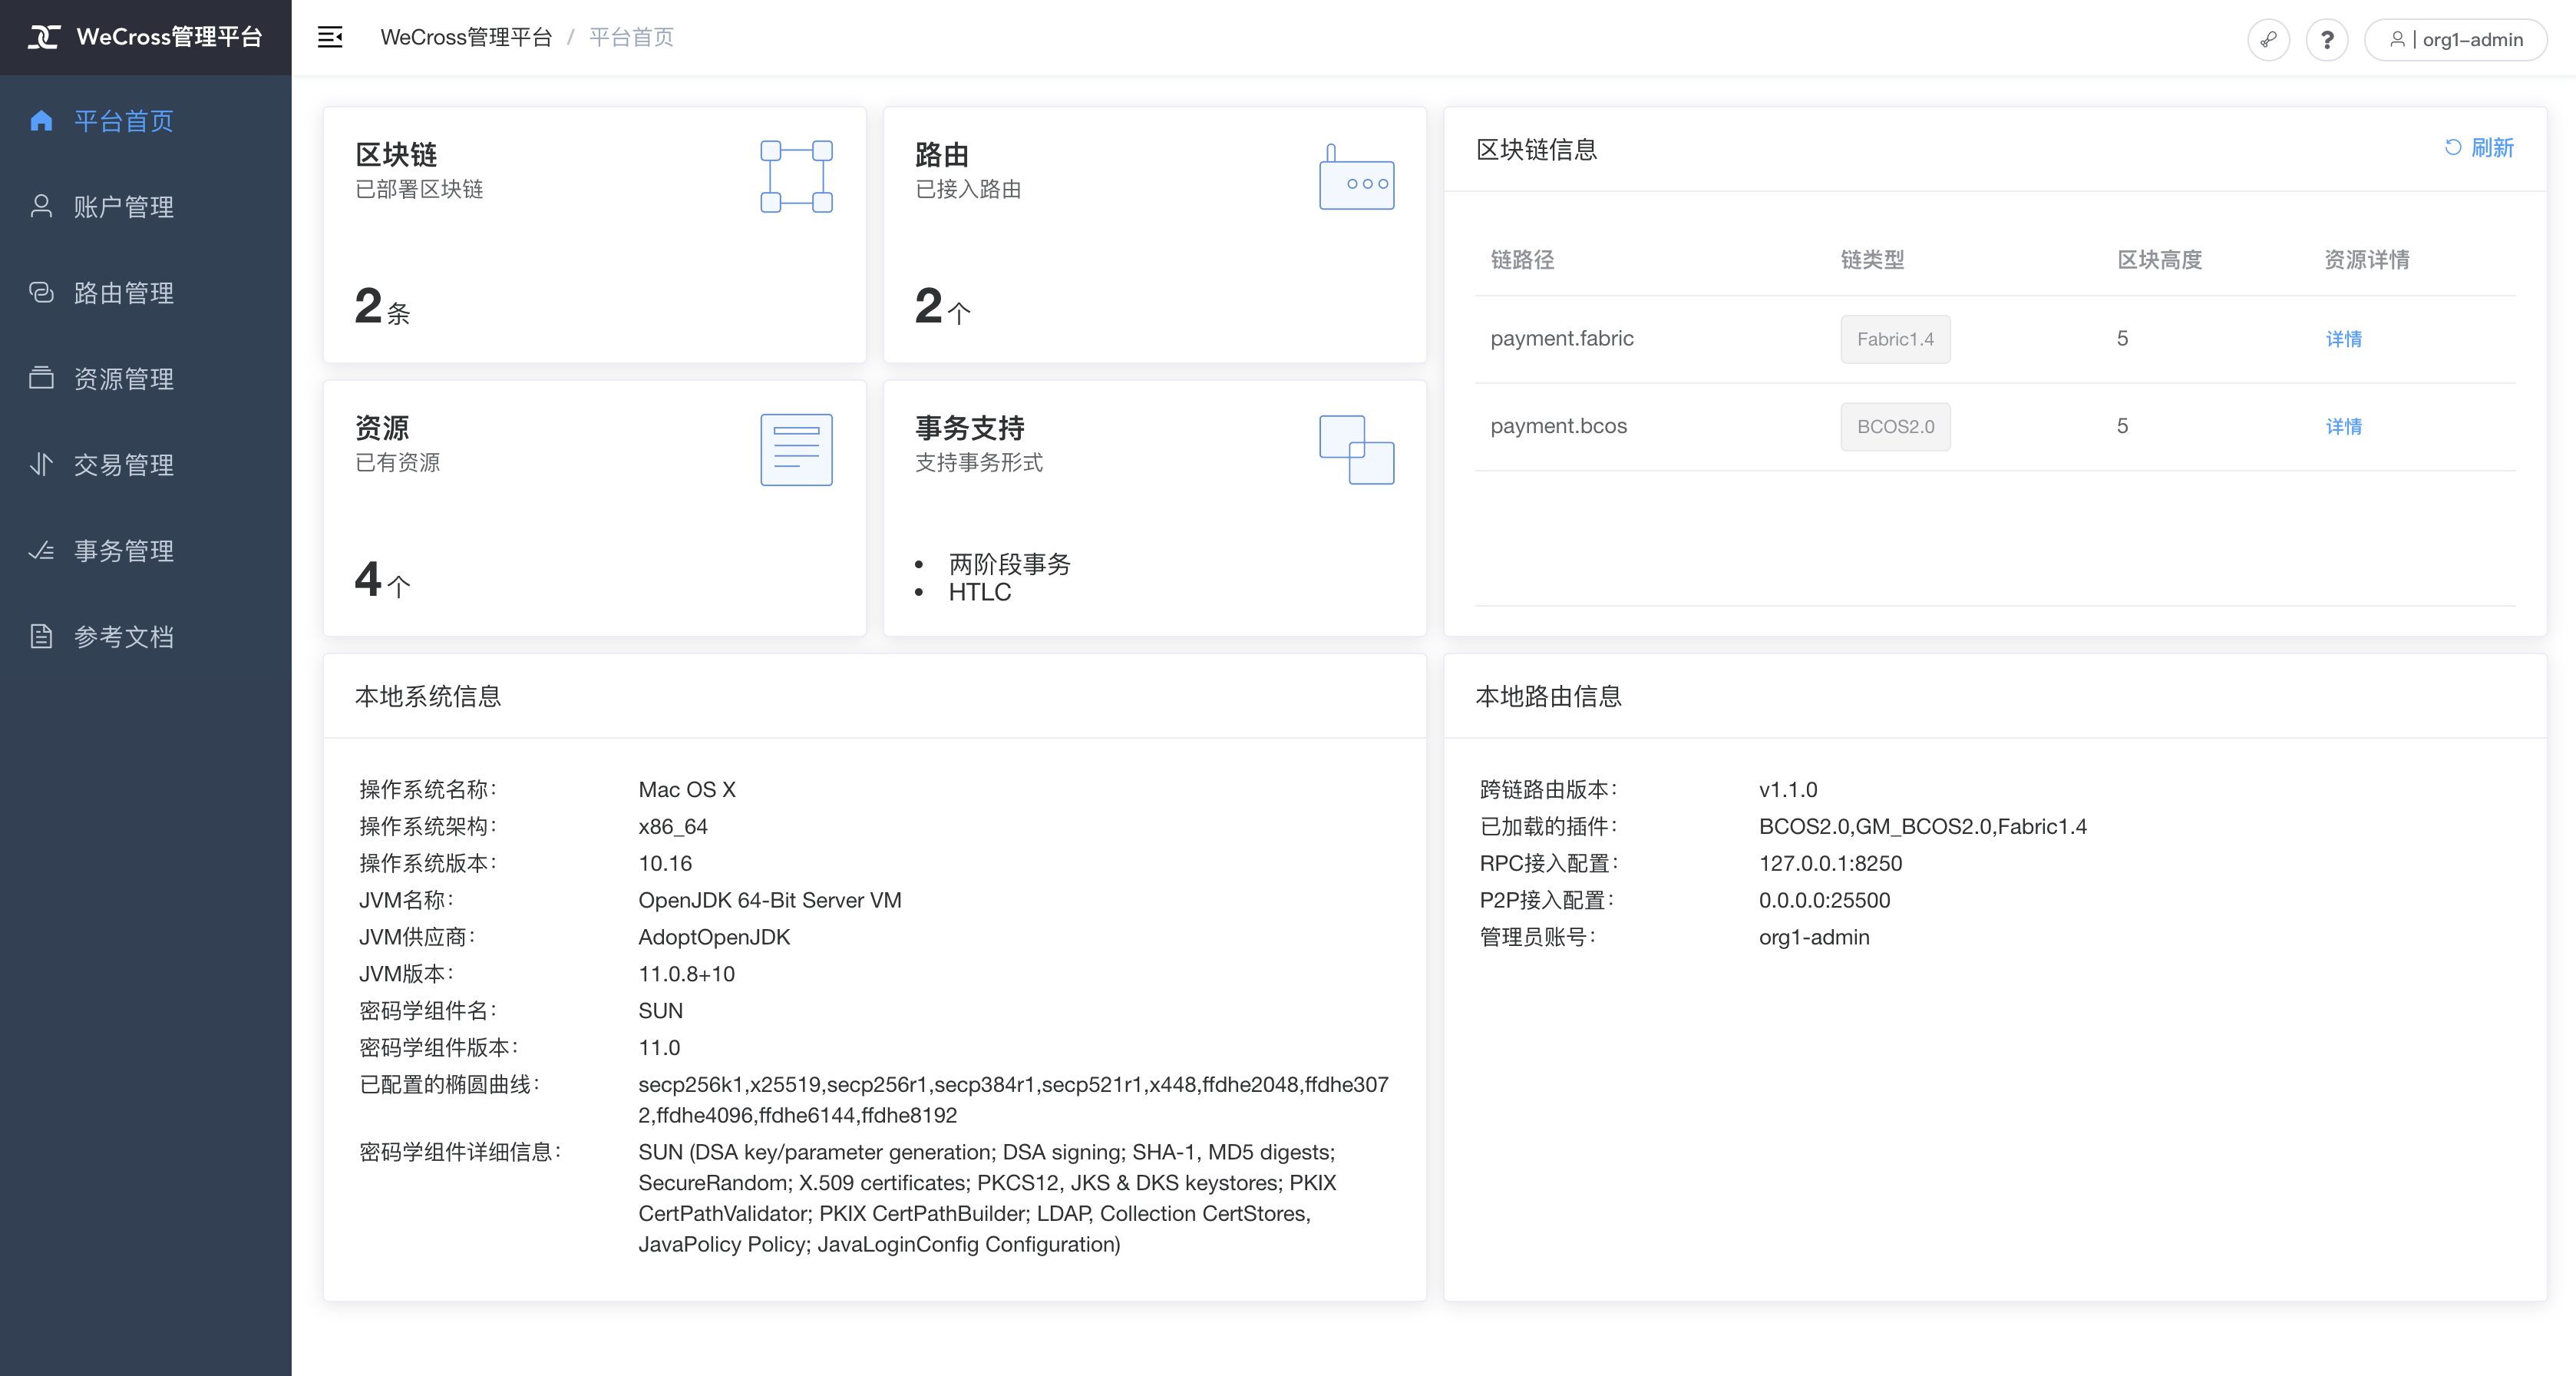 WeCross管理平台
平台首页
账户管理
路由管理
资源管理
交易管理
事务管理
参考文档
WeCross管理平台 / 平台首页
? | org1-admin
区块链
已部署区块链
2条
路由
已接入路由
2个
资源
已有资源
4个
事务支持
支持事务形式
• 两阶段事务
• HTLC
区块链信息 刷新
链路径 链类型 区块高度 资源详情
payment.fabric Fabric1.4 5 详情
payment.bcos BCOS2.0 5 详情
本地系统信息
操作系统名称: Mac OS X
操作系统架构: x86_64
操作系统版本: 10.16
JVM名称: OpenJDK 64-Bit Server VM
JVM供应商: AdoptOpenJDK
JVM版本: 11.0.8+10
密码学组件名: SUN
密码学组件版本: 11.0
已配置的椭圆曲线: secp256k1,x25519,secp256r1,secp384r1,secp521r1,x448,ffdhe2048,ffdhe307
2,ffdhe4096,ffdhe6144,ffdhe8192
密码学组件详细信息: SUN (DSA key/parameter generation; DSA signing; SHA-1, MD5 digests;
SecureRandom; X.509 certificates; PKCS12, JKS & DKS keystores; PKIX
CertPathValidator; PKIX CertPathBuilder; LDAP, Collection CertStores,
JavaPolicy Policy; JavaLoginConfig Configuration)
本地路由信息
跨链路由版本: v1.1.0
已加载的插件: BCOS2.0,GM_BCOS2.0,Fabric1.4
RPC接入配置: 127.0.0.1:8250
P2P接入配置: 0.0.0.0:25500
管理员账号: org1-admin